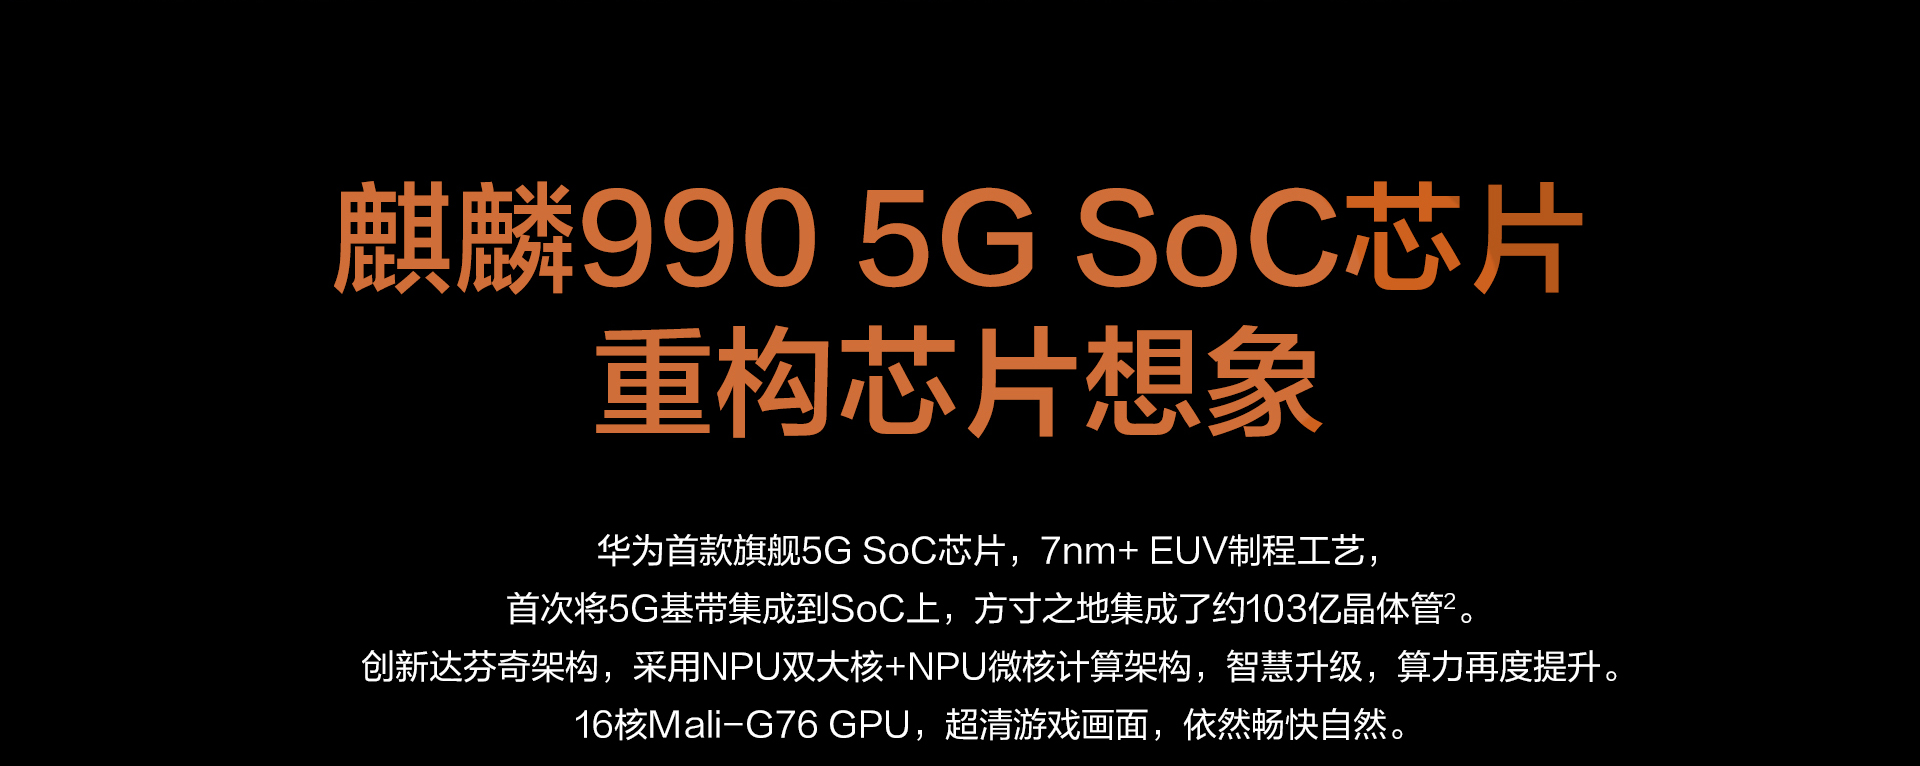 麒麟990 5G SoC芯片
重构芯片想象
华为首款旗舰5G SoC芯片，7nm+ EUV制程工艺，
首次将5G基带集成到SoC上，方寸之地集成了约103亿晶体管²。
创新达芬奇架构，采用NPU双大核+NPU微核计算架构，智慧升级，算力再度提升。
16核Mali-G76 GPU，超清游戏画面，依然畅快自然。